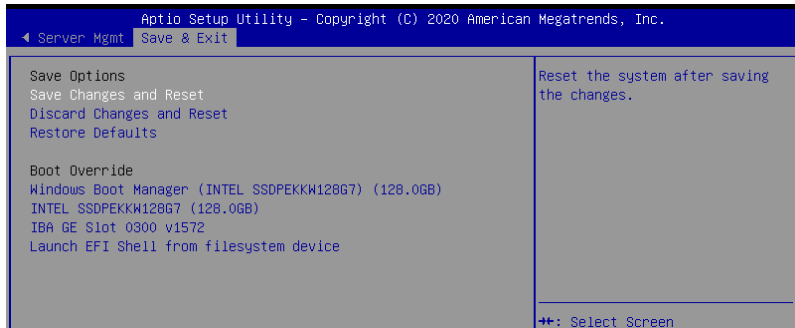 Aptio Setup Utility – Copyright (C) 2020 American Megatrends, Inc.
Server Mgmt Save & Exit
Save Options
Save Changes and Reset
Discard Changes and Reset
Restore Defaults
Boot Override
Windows Boot Manager (INTEL SSDPEKKW128G7) (128.0GB)
INTEL SSDPEKKW128G7 (128.0GB)
IBA GE Slot 0300 v1572
Launch EFI Shell from filesystem device
Reset the system after saving
the changes.
→←: Select Screen